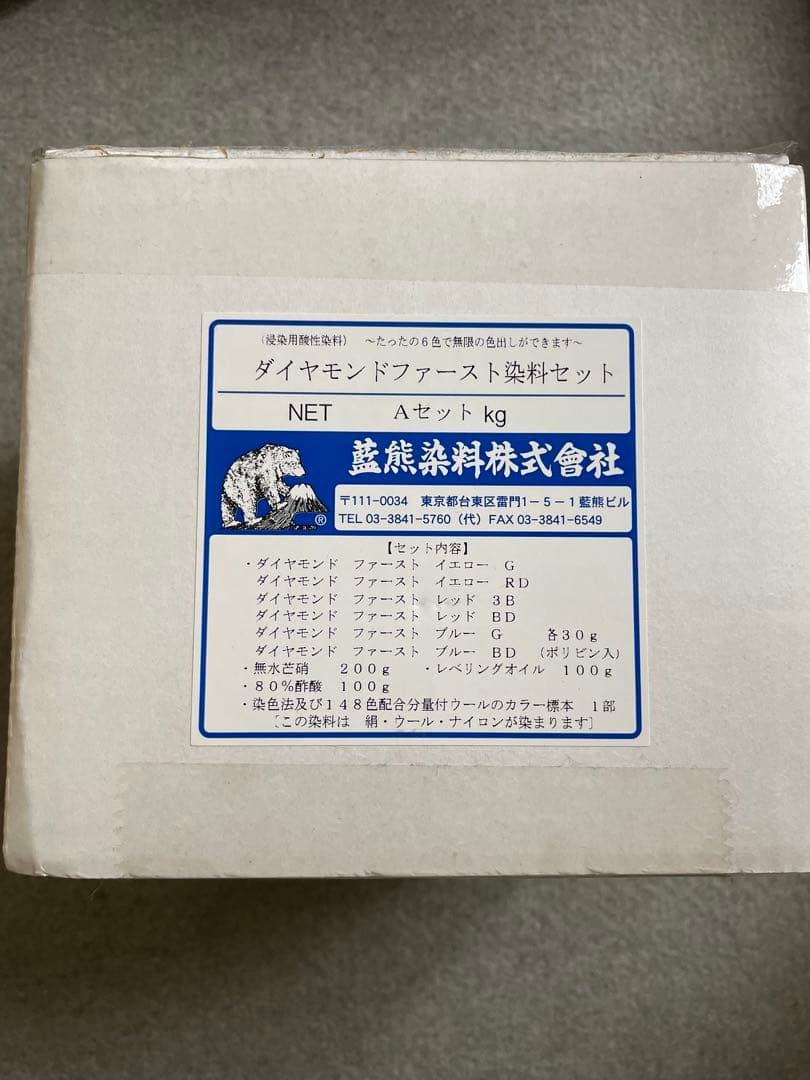 (浸染用酸性染料) ~たったの6色で無限の色出しができます~
ダイヤモンドファースト染料セット
NET Aセット kg
藍熊染料株式會社
〒111-0034 東京都台東区雷門1-5-1藍熊ビル
TEL 03-3841-5760(代)FAX 03-3841-6549
®
【セット内容】
・ダイヤモンド ファースト イエロー G
ダイヤモンド ファースト イエロー RD
ダイヤモンド ファースト レッド 3B
ダイヤモンド ファースト レッド BD
ダイヤモンド ファースト ブルー G 各30g
ダイヤモンド ファースト ブルー BD (ポリビン入)
・無水芒硝 200g ・レベリングオイル 100g
・80%酢酸 100g
・染色法及び148色配合分量付ウールのカラー標本 1部
〔この染料は 絹・ウール・ナイロンが染まります〕